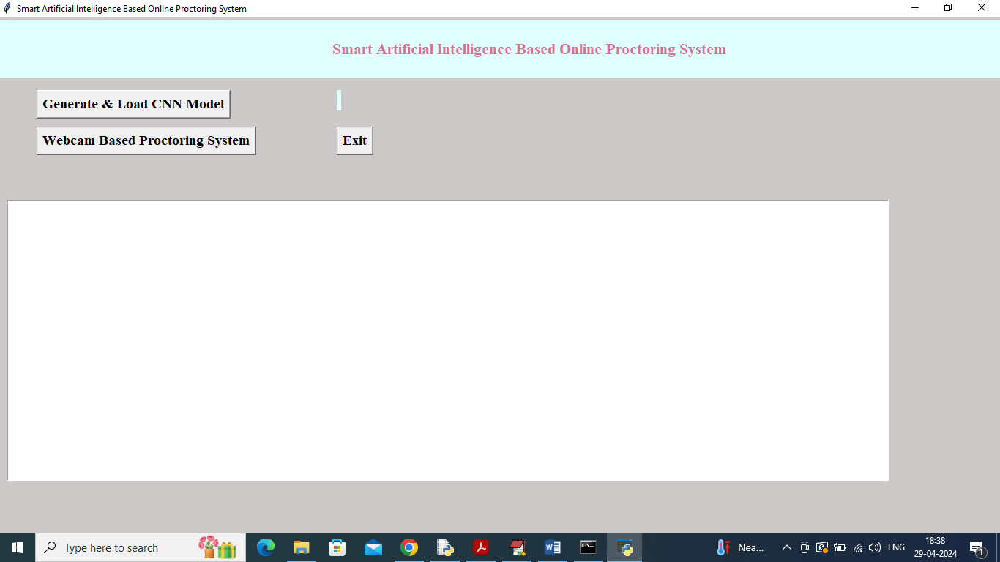 Smart Artificial Intelligence Based Online Proctoring System
Smart Artificial Intelligence Based Online Proctoring System
Generate & Load CNN Model
Webcam Based Proctoring System
Exit
Type here to search
Nea...
ENG
18:38
29-04-2024
1